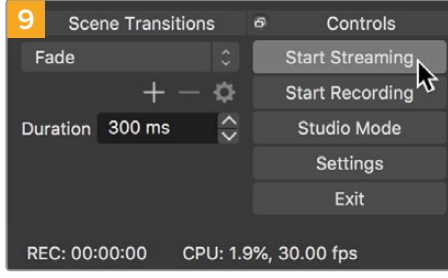 9
Scene Transitions
Controls
Fade
Start Streaming
Start Recording
Duration 300 ms
Studio Mode
Settings
Exit
REC: 00:00:00 CPU: 1.9%, 30.00 fps